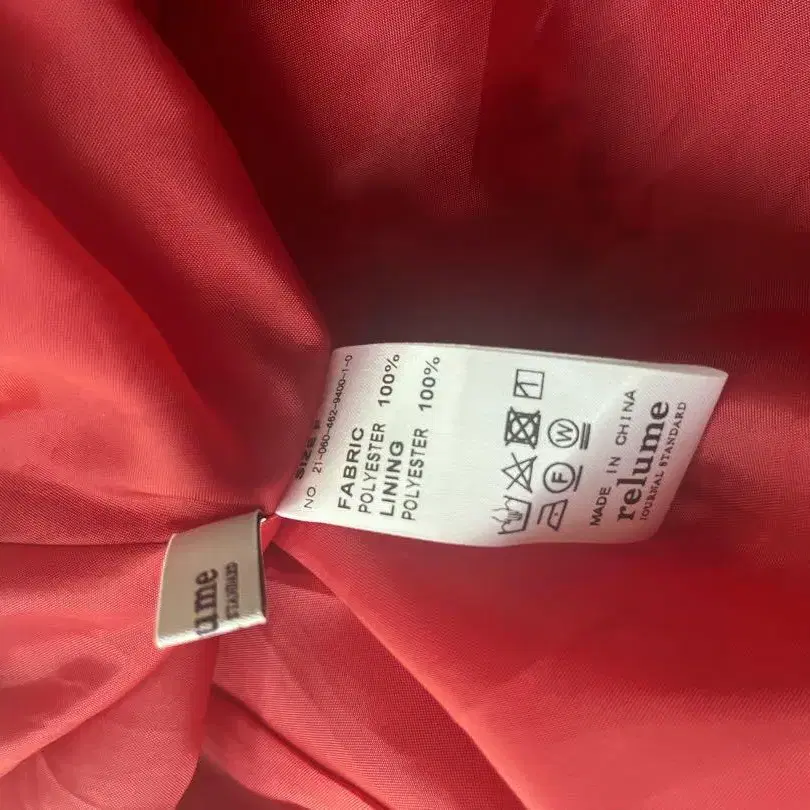 SIZE F
NO 21-060-462-9400-1-0
FABRIC
POLYESTER 100%
LINING
POLYESTER 100%
F W
MADE IN CHINA
relume
JOURNAL STANDARD
ume
STANDARD